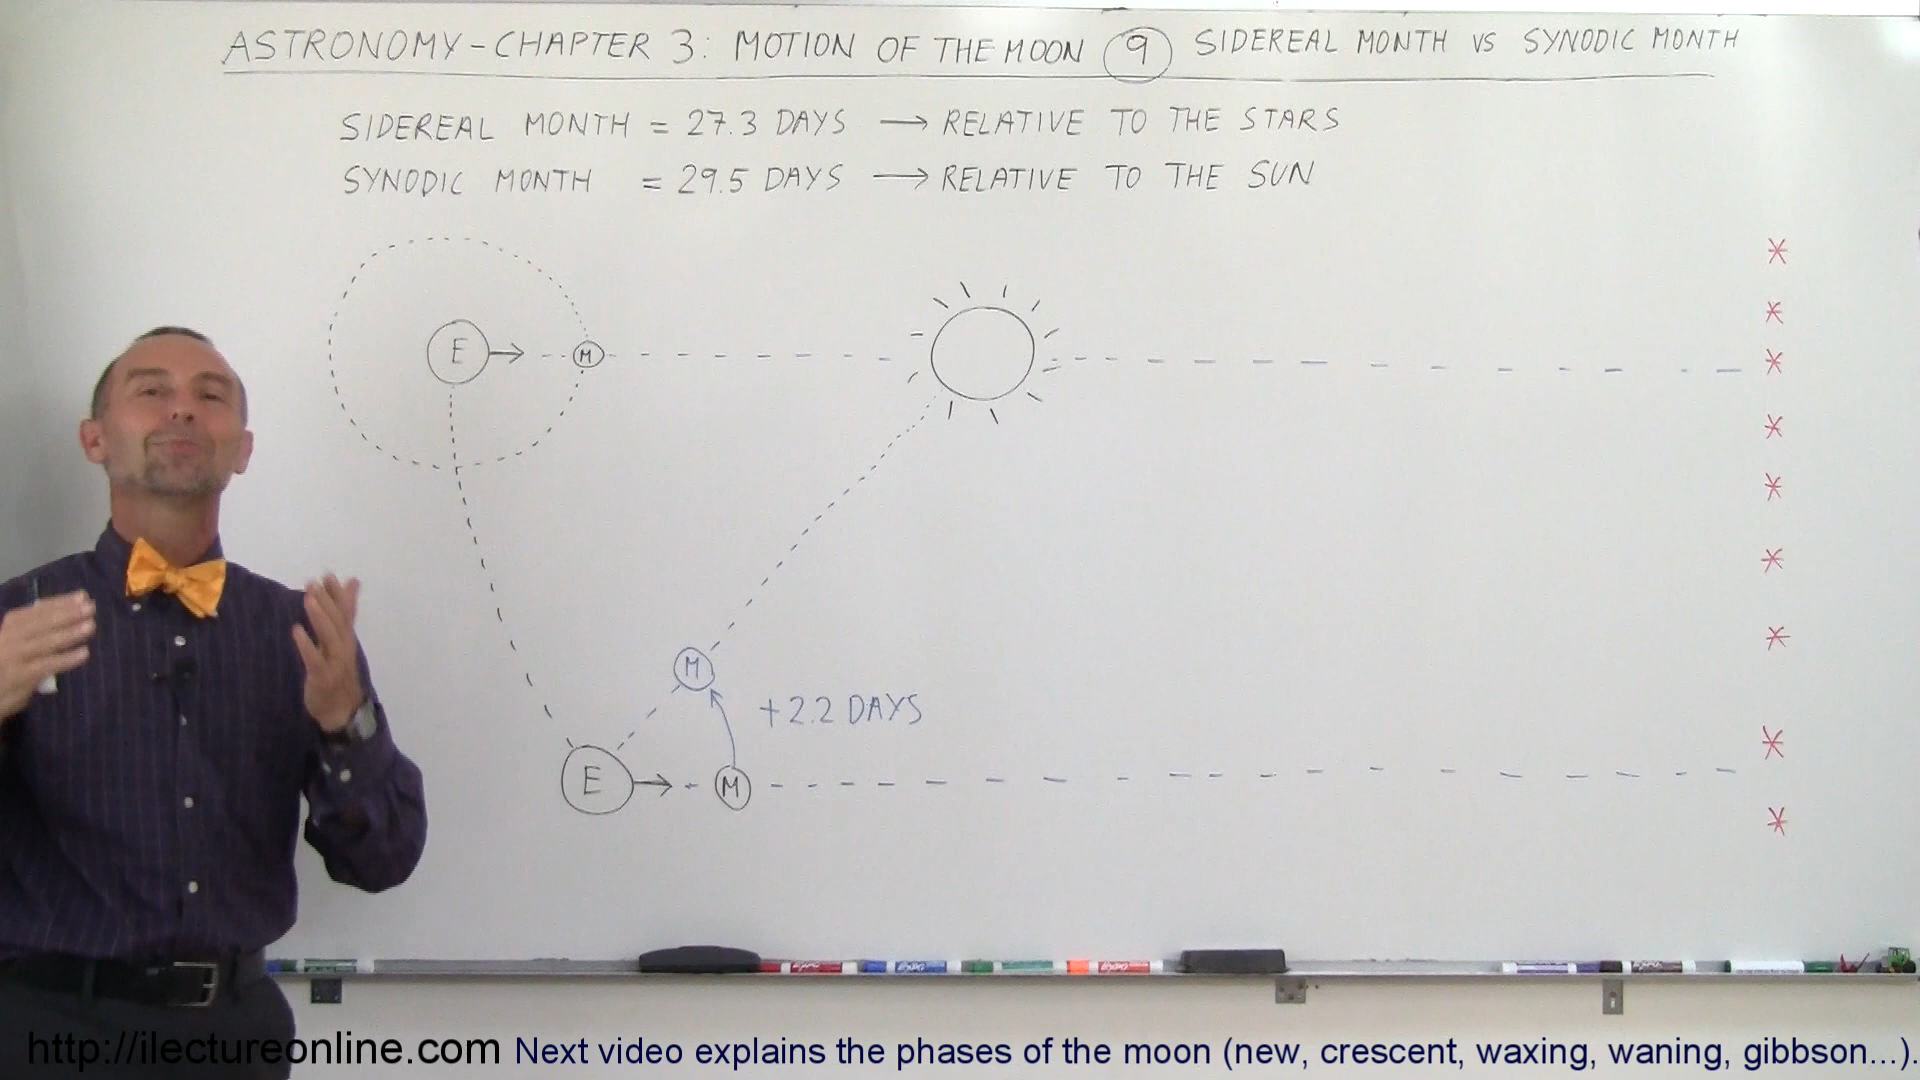 ASTRONOMY - CHAPTER 3: MOTION OF THE MOON 9 SIDEREAL MONTH VS SYNODIC MONTH
SIDEREAL MONTH = 27.3 DAYS → RELATIVE TO THE STARS
SYNODIC MONTH = 29.5 DAYS → RELATIVE TO THE SUN
E → M
M
+2.2 DAYS
E → M
http://ilectureonline.com Next video explains the phases of the moon (new, crescent, waxing, waning, gibbson...).